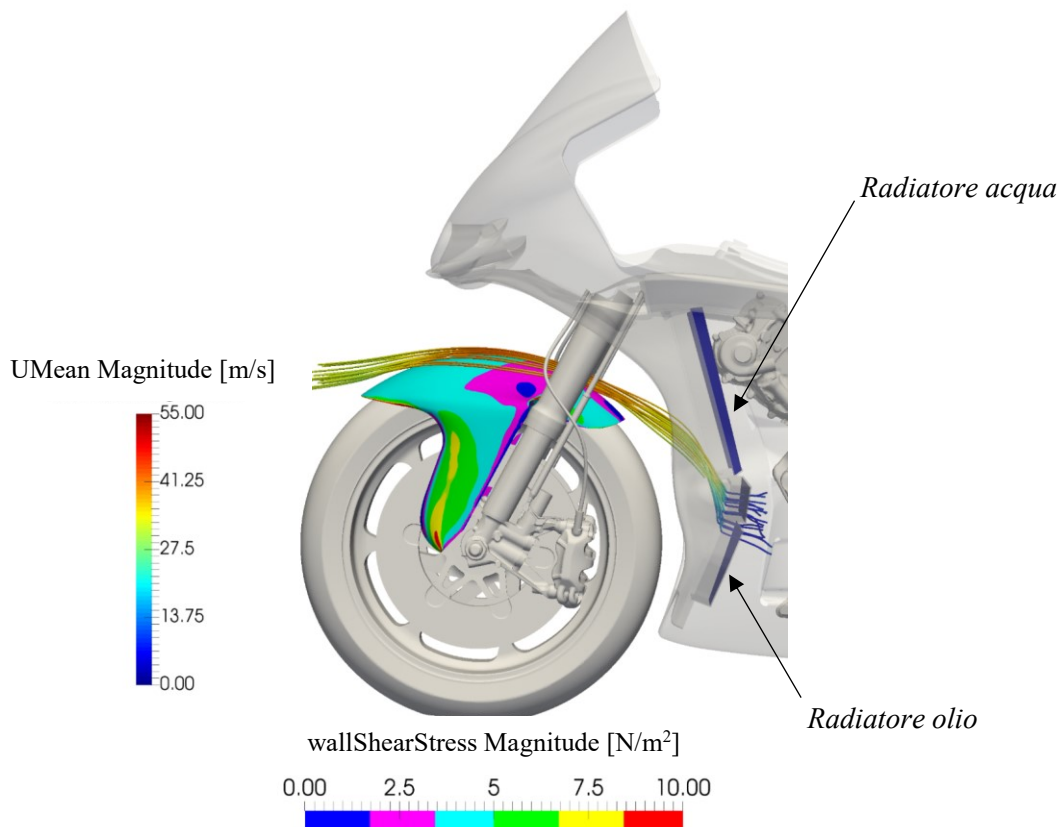 Radiatore acqua
UMean Magnitude [m/s]
55.00
41.25
27.5
13.75
0.00
Radiatore olio
wallShearStress Magnitude [N/m²]
0.00 2.5 5 7.5 10.00